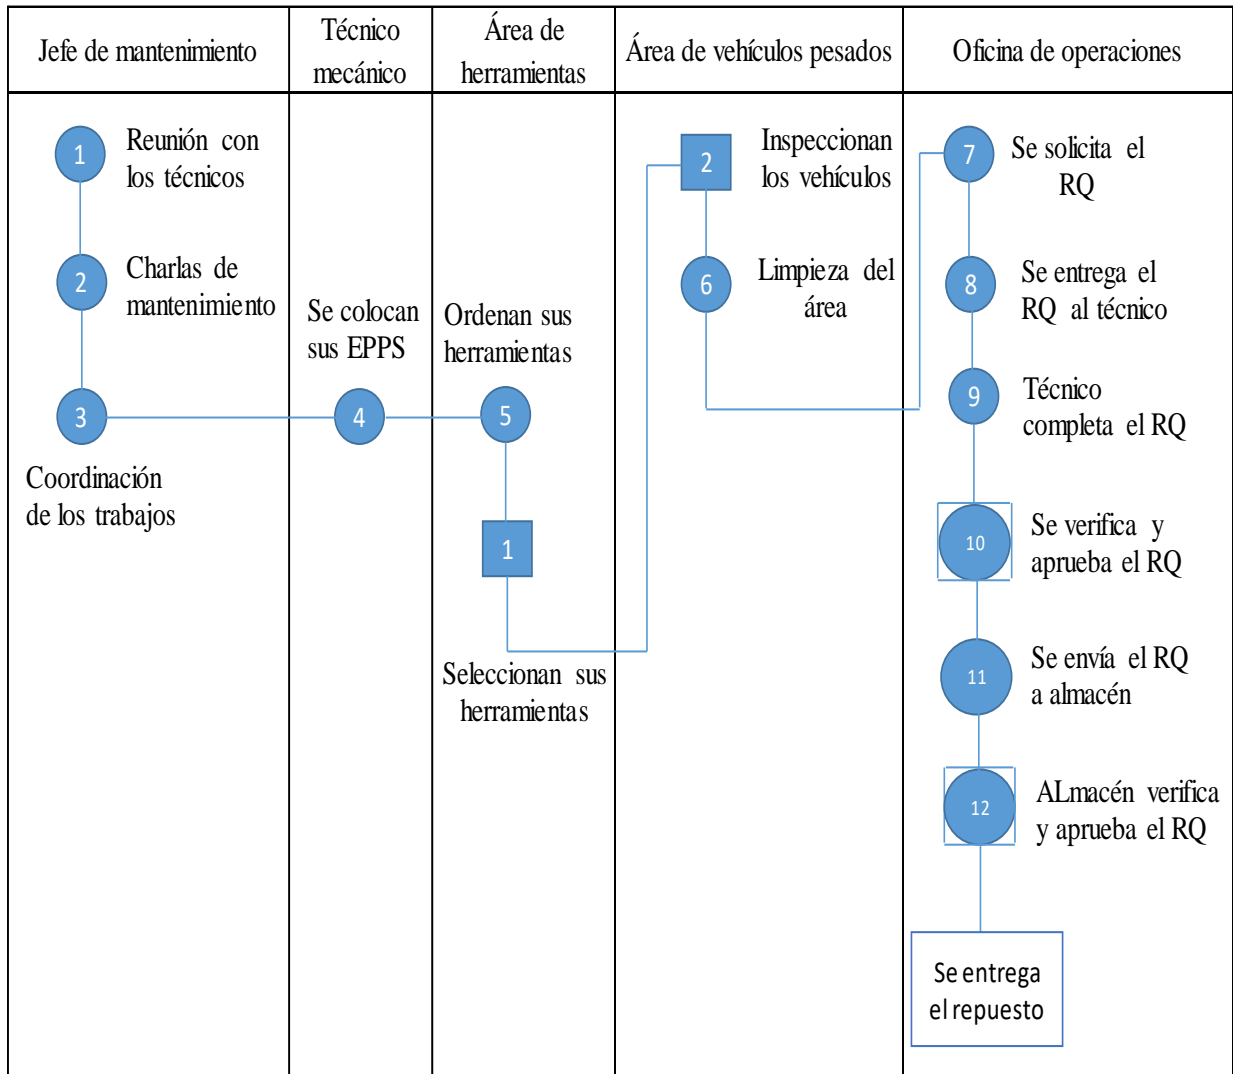 Jefe de mantenimiento
Técnico
mecánico
Área de
herramientas
Área de vehículos pesados
Oficina de operaciones
1
Reunión con
los técnicos
2
Charlas de
mantenimiento
3
Coordinación
de los trabajos
Se colocan
sus EPPS
4
Ordenan sus
herramientas
5
1
Seleccionan sus
herramientas
2
Inspeccionan
los vehículos
6
Limpieza del
área
7
Se solicita el
RQ
8
Se entrega el
RQ al técnico
9
Técnico
completa el RQ
10
Se verifica y
aprueba el RQ
11
Se envía el RQ
a almacén
12
ALmacén verifica
y aprueba el RQ
Se entrega
el repuesto